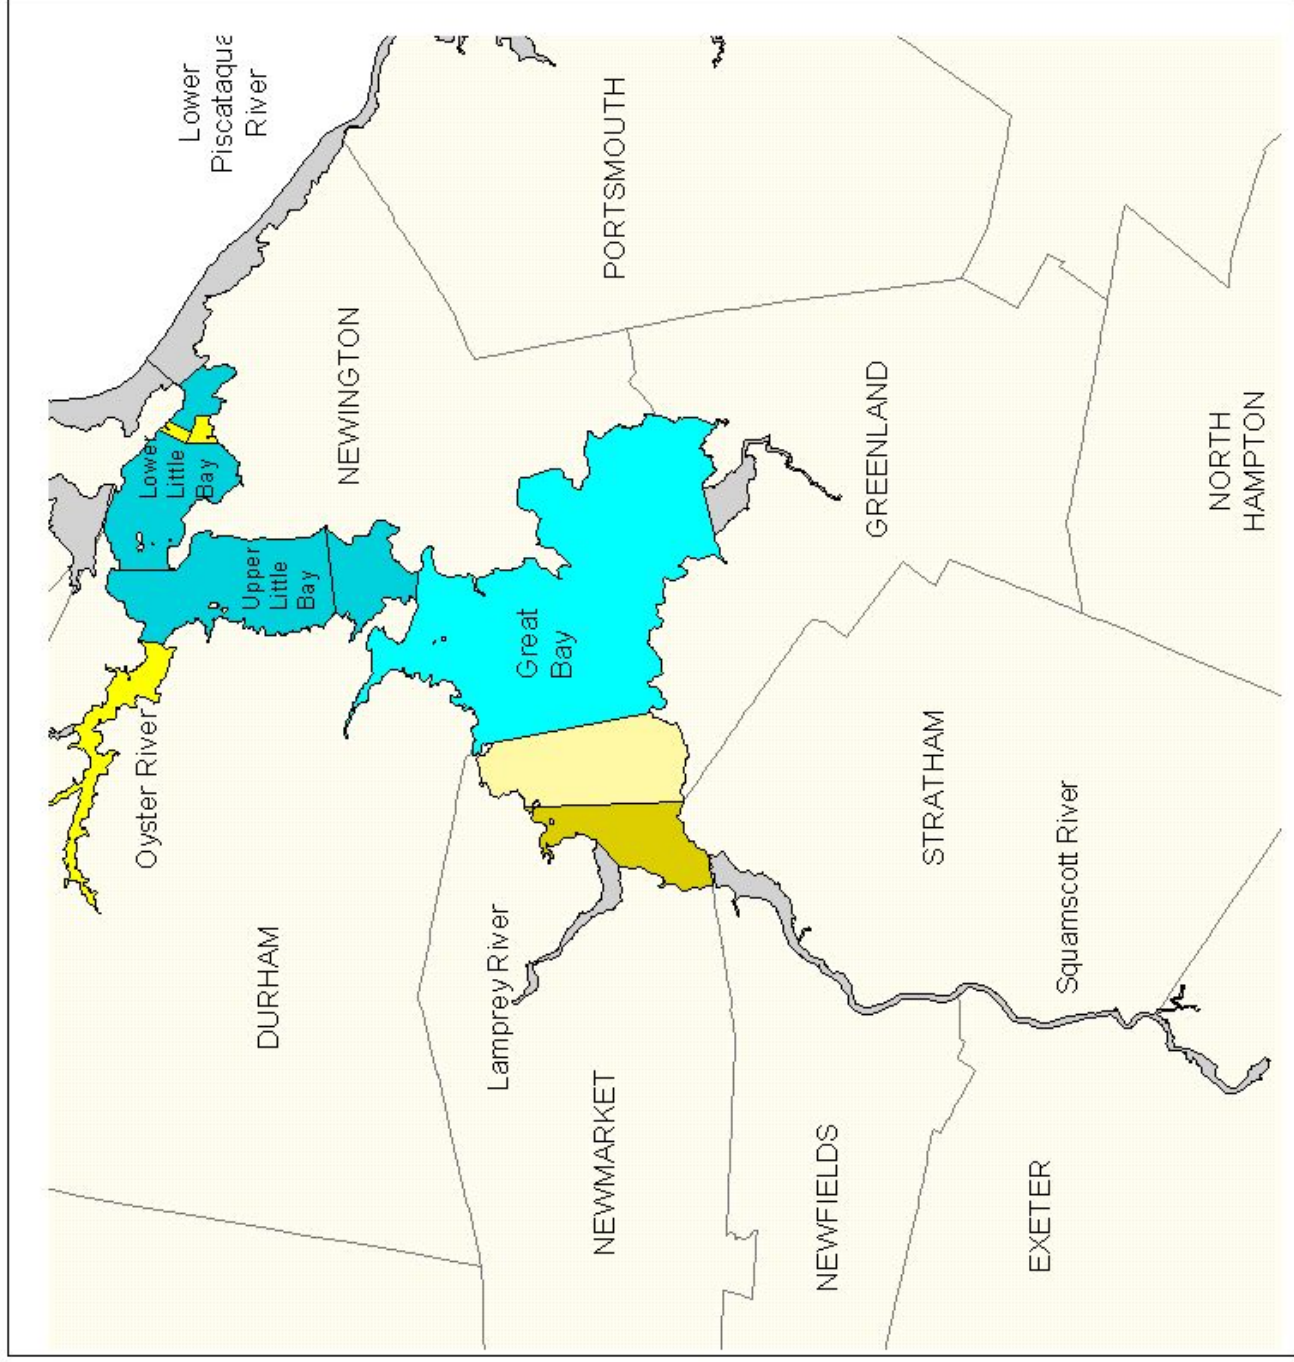 Lower
Piscataqua
River
PORTSMOUTH
NEWINGTON
Lowe
Little
Bay
Upper
Little
Bay
Great
Bay
GREENLAND
NORTH
HAMPTON
Oyster River
STRATHAM
Squamscott River
DURHAM
Lamprey River
NEWMARKET
NEWFIELDS
EXETER